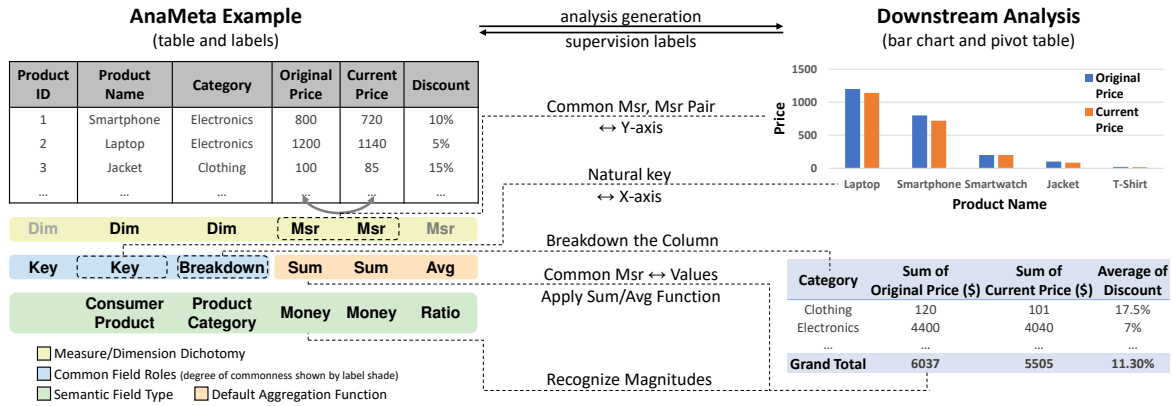 AnaMeta Example
(table and labels)
analysis generation
supervision labels
Downstream Analysis
(bar chart and pivot table)
Product ID Product Name Category Original Price Current Price Discount
1 Smartphone Electronics 800 720 10%
2 Laptop Electronics 1200 1140 5%
3 Jacket Clothing 100 85 15%
... ... ... ... ... ...
Dim Dim Dim Msr Msr Msr
Key Key Breakdown Sum Sum Avg
Consumer Product Product Category Money Money Ratio
Measure/Dimension Dichotomy
Common Field Roles (degree of commonness shown by label shade)
Semantic Field Type Default Aggregation Function
Common Msr, Msr Pair
↔ Y-axis
Natural key
↔ X-axis
Breakdown the Column
Common Msr ↔ Values
Apply Sum/Avg Function
Recognize Magnitudes
1500
1000
500
0
Price
Original Price
Current Price
Laptop Smartphone Smartwatch Jacket T-Shirt
Product Name
Category Sum of Original Price ($) Sum of Current Price ($) Average of Discount
Clothing 120 101 17.5%
Electronics 4400 4040 7%
... ... ... ...
Grand Total 6037 5505 11.30%